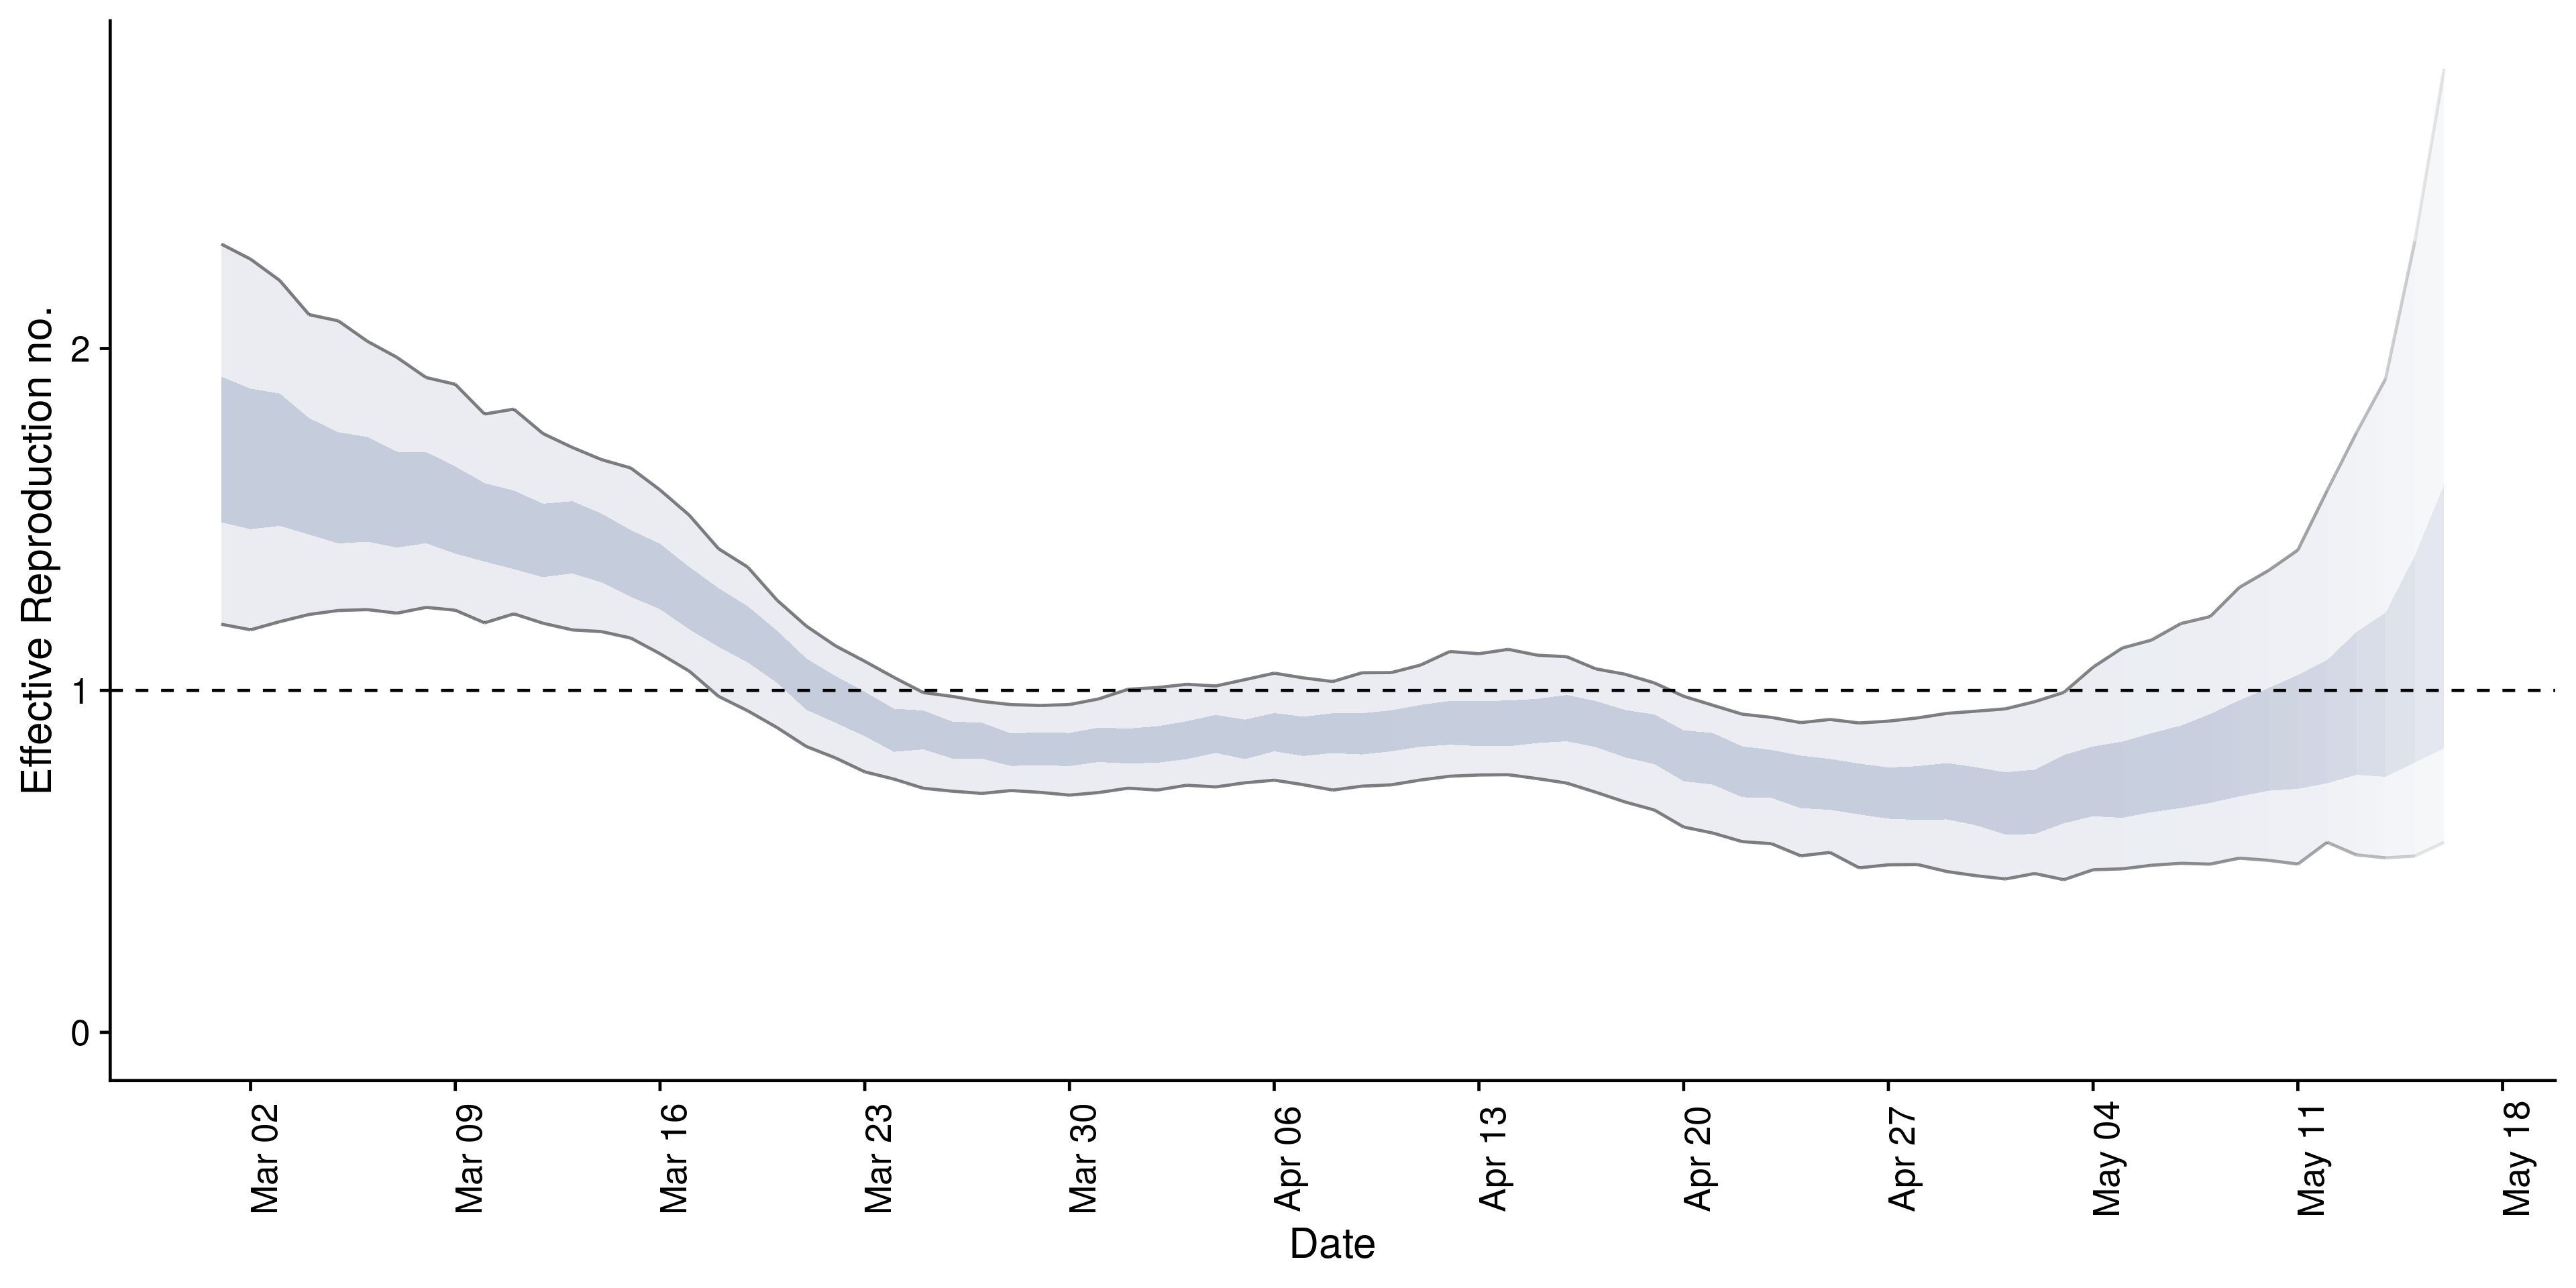 Effective Reproduction no.
2
1
0
Mar 02
Mar 09
Mar 16
Mar 23
Mar 30
Apr 06
Apr 13
Apr 20
Apr 27
May 04
May 11
May 18
Date